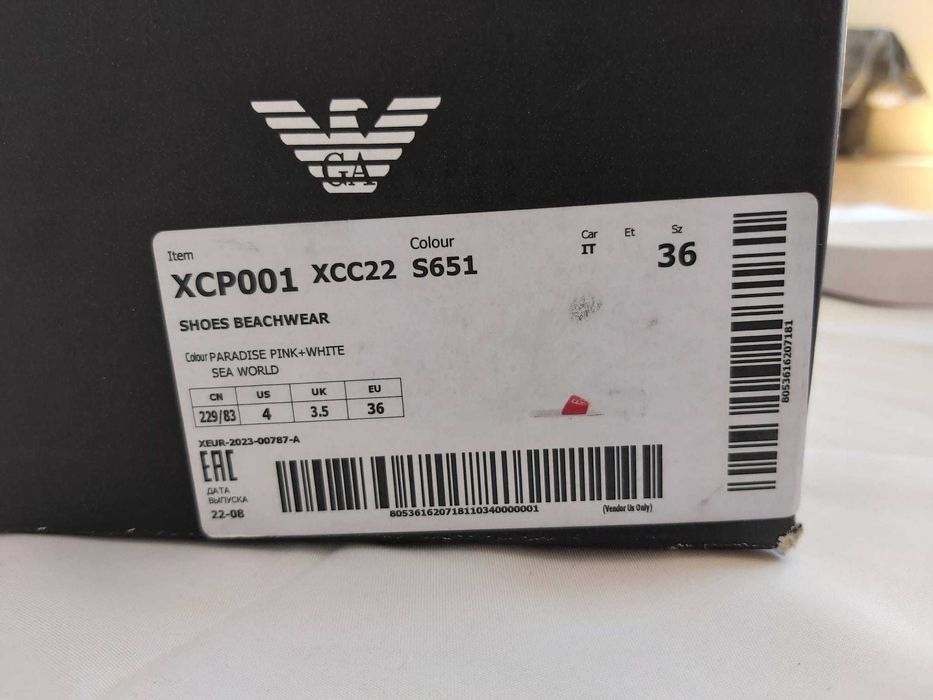 GA
Item Colour Car Et Sz
XCP001 XCC22 S651 IT 36
SHOES BEACHWEAR
Colour PARADISE PINK+WHITE
SEA WORLD
CN US UK EU
229/83 4 3.5 36
XEUR-2023-00787-A
EAC
ДАТА
ВЫПУСКА
22-08
805361620718110340000001
(Vendor Us Only)
8053616207181